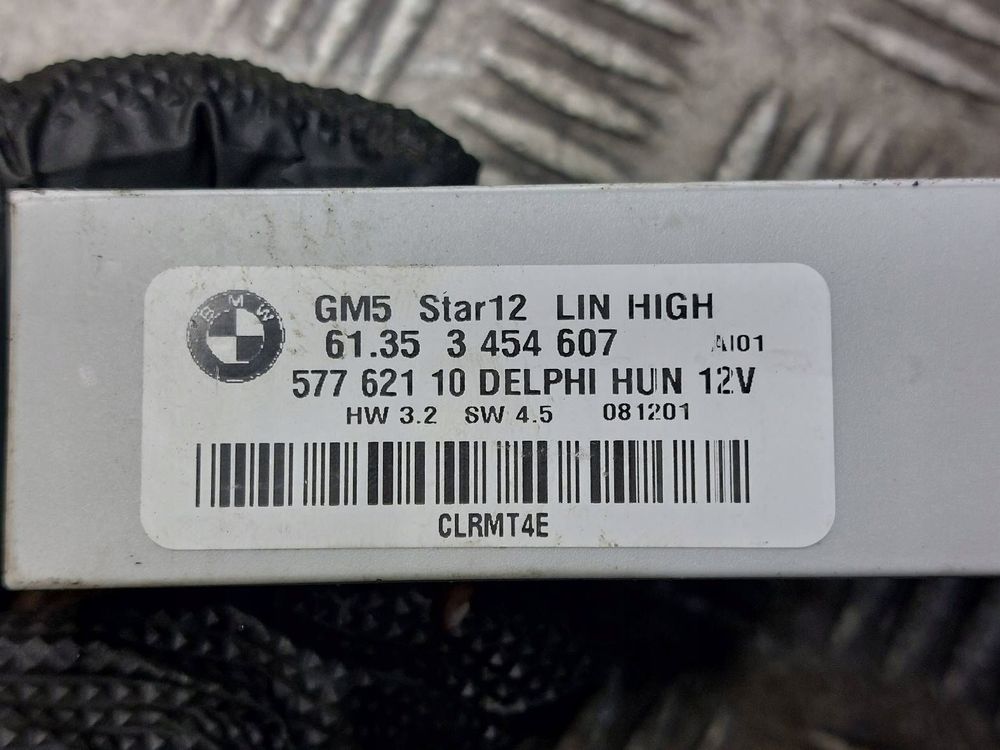 BMW
GM5 Star12 LIN HIGH
61.35 3 454 607 AI01
577 621 10 DELPHI HUN 12V
HW 3.2 SW 4.5 081201
CLRMT4E